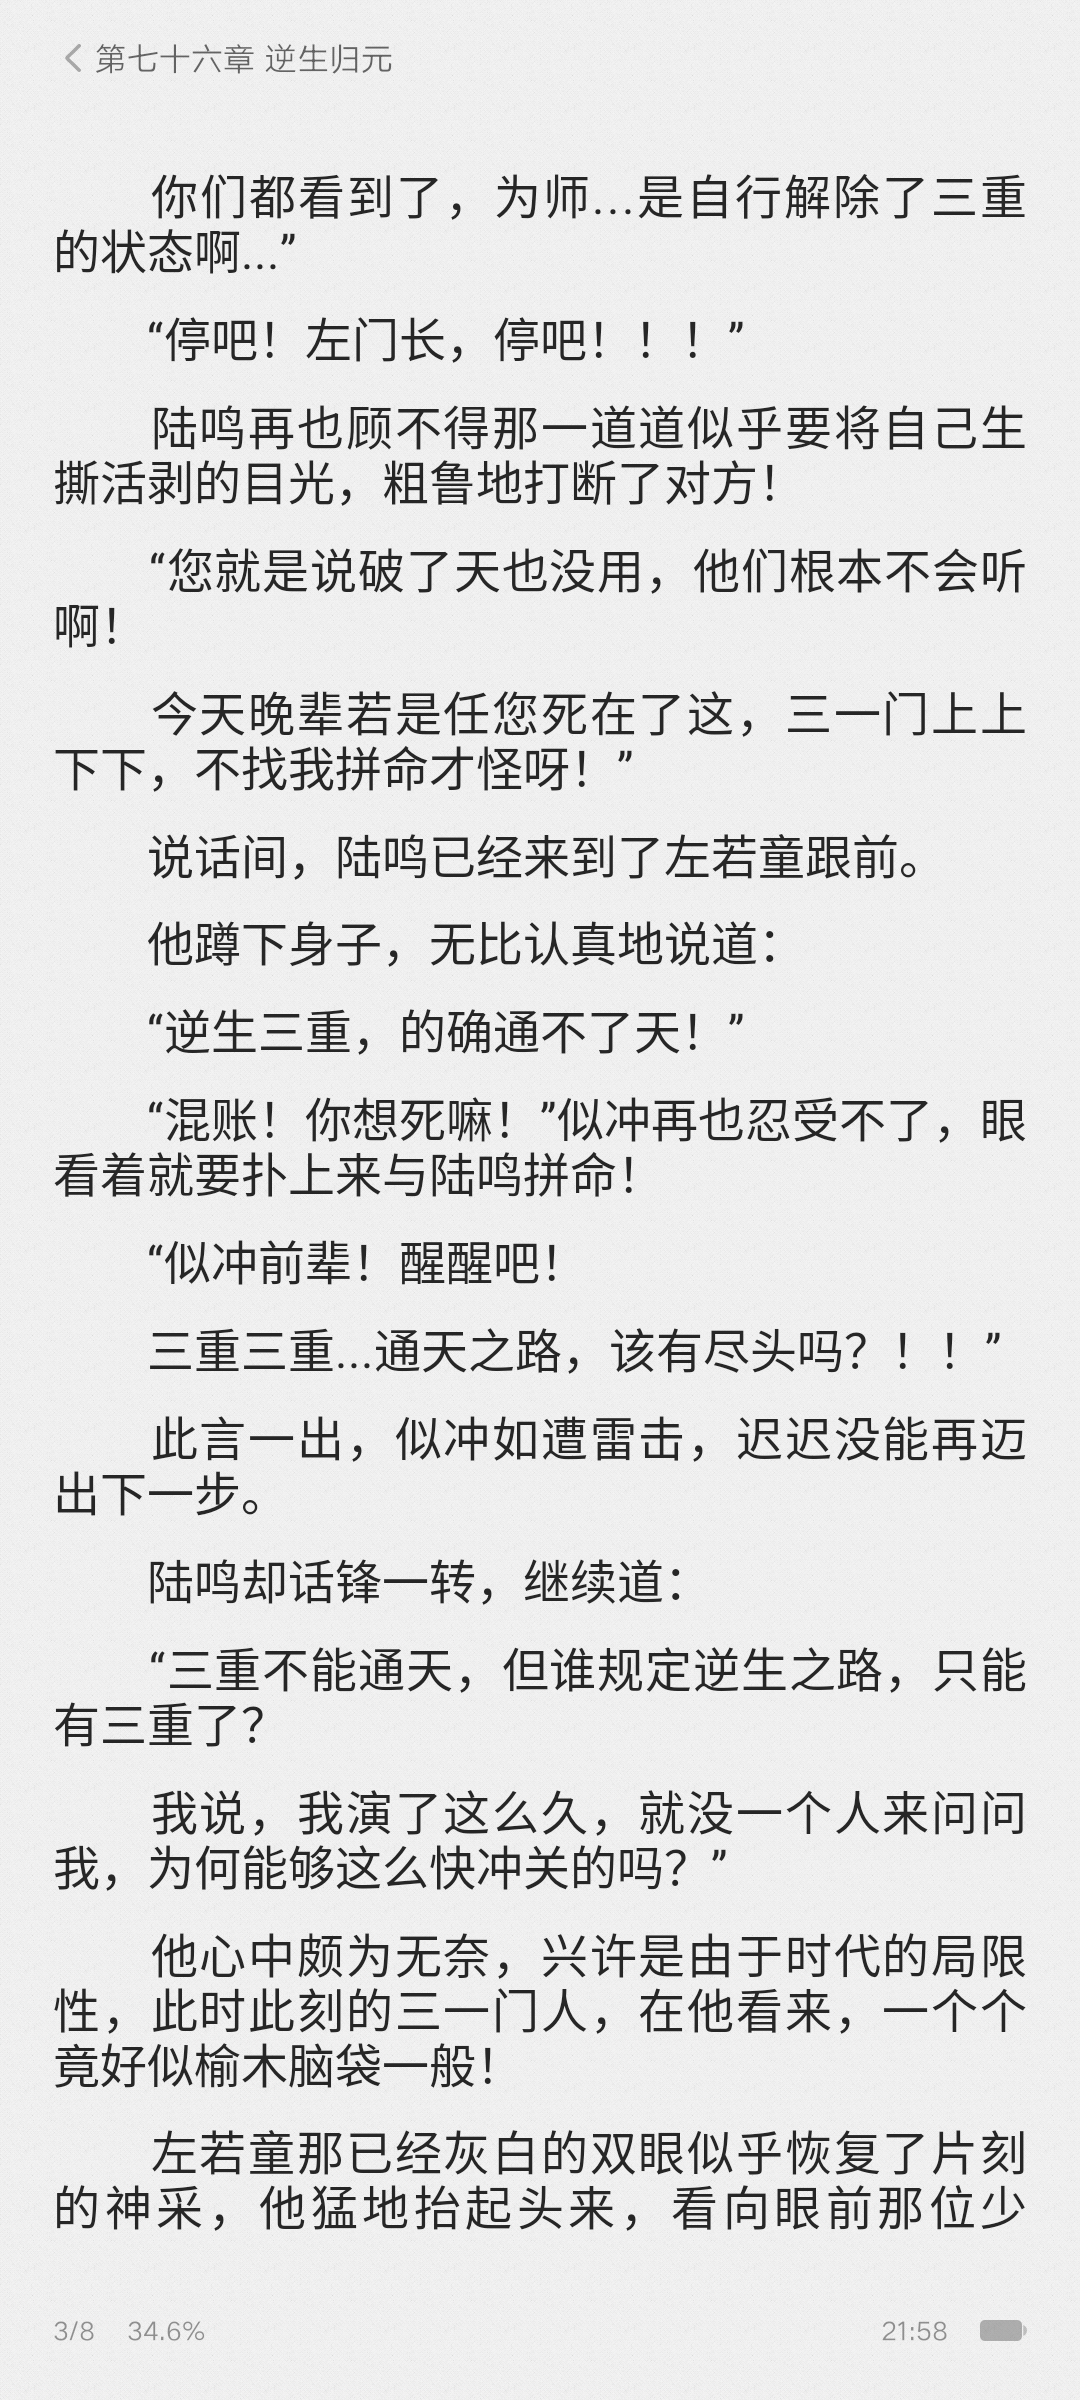 第七十六章 逆生归元
你们都看到了，为师…是自行解除了三重
的状态啊…”
“停吧！左门长，停吧！！！”
陆鸣再也顾不得那一道道似乎要将自己生
撕活剥的目光，粗鲁地打断了对方！
“您就是说破了天也没用，他们根本不会听
啊！
今天晚辈若是任您死在了这，三一门上上
下下，不找我拼命才怪呀！”
说话间，陆鸣已经来到了左若童跟前。
他蹲下身子，无比认真地说道：
“逆生三重，的确通不了天！”
“混账！你想死嘛！”似冲再也忍受不了，眼
看着就要扑上来与陆鸣拼命！
“似冲前辈！醒醒吧！
三重三重…通天之路，该有尽头吗？！！”
此言一出，似冲如遭雷击，迟迟没能再迈
出下一步。
陆鸣却话锋一转，继续道：
“三重不能通天，但谁规定逆生之路，只能
有三重了？
我说，我演了这么久，就没一个人来问问
我，为何能够这么快冲关的吗？”
他心中颇为无奈，兴许是由于时代的局限
性，此时此刻的三一门人，在他看来，一个个
竟好似榆木脑袋一般！
左若童那已经灰白的双眼似乎恢复了片刻
的神采，他猛地抬起头来，看向眼前那位少
3/8 34.6% 21:58